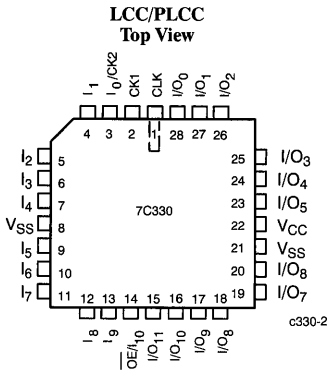 LCC/PLCC
Top View
I1 I0/CK2 CK1 CLK I/O0 I/O1 I/O2
4 3 2 1 28 27 26
I2 5 25 I/O3
I3 6 24 I/O4
I4 7 23 I/O5
VSS 8 7C330 22 VCC
I5 9 21 VSS
I6 10 20 I/O8
I7 11 19 I/O7
12 13 14 15 16 17 18
I8 I9 OE/I10 I/O11 I/O10 I/O9 I/O8
c330-2